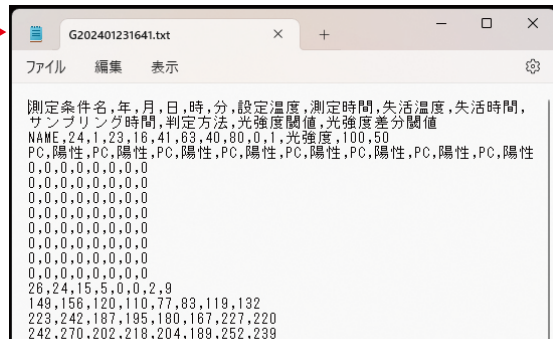 G202401231641.txt
ファイル 編集 表示
測定条件名,年,月,日,時,分,設定温度,測定時間,失活温度,失活時間,
サンプリング時間,判定方法,光強度閾値,光強度差分閾値
NAME,24,1,23,16,41,63,40,80,0,1,光強度,100,50
PC,陽性,PC,陽性,PC,陽性,PC,陽性,PC,陽性,PC,陽性,PC,陽性,PC,陽性
0,0,0,0,0,0,0,0
0,0,0,0,0,0,0,0
0,0,0,0,0,0,0,0
0,0,0,0,0,0,0,0
0,0,0,0,0,0,0,0
0,0,0,0,0,0,0,0
0,0,0,0,0,0,0,0
0,0,0,0,0,0,0,0
26,24,15,5,0,0,2,9
149,156,120,110,77,83,119,132
223,242,187,195,180,167,227,220
242,270,202,218,204,189,252,239